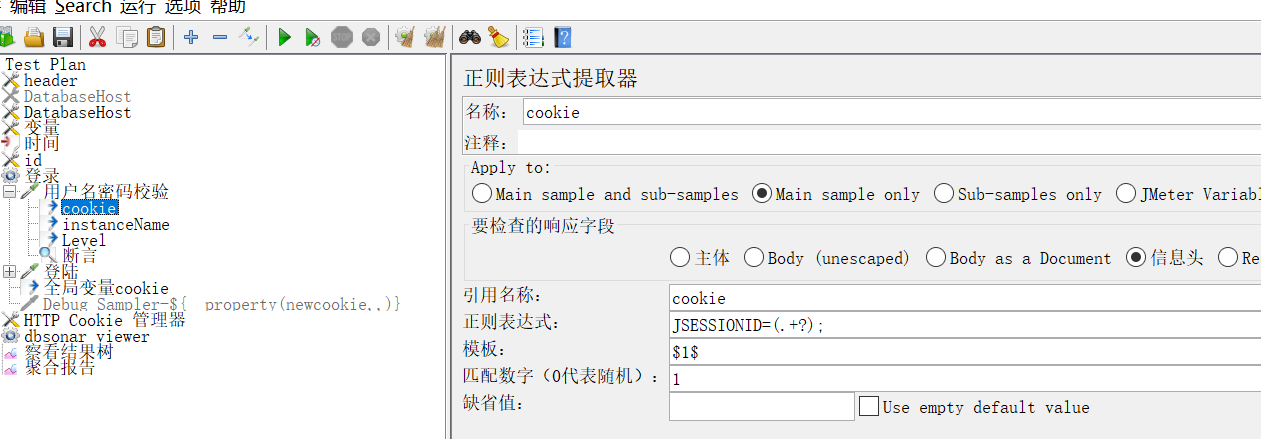 编辑 Search 运行 选项 帮助
STOP
Test Plan
header
DatabaseHost
DatabaseHost
变量
时间
id
登录
用户名密码校验
cookie
instanceName
Level
断言
登陆
全局变量cookie
Debug Sampler-${__property(newcookie,,)}
HTTP Cookie 管理器
dbsonar viewer
察看结果树
聚合报告
正则表达式提取器
名称: cookie
注释:
Apply to:
Main sample and sub-samples Main sample only Sub-samples only JMeter Variabl
要检查的响应字段
主体 Body (unescaped) Body as a Document 信息头 Re
引用名称: cookie
正则表达式: JSESSIONID=(.+?);
模板: $1$
匹配数字（0代表随机）: 1
缺省值: Use empty default value